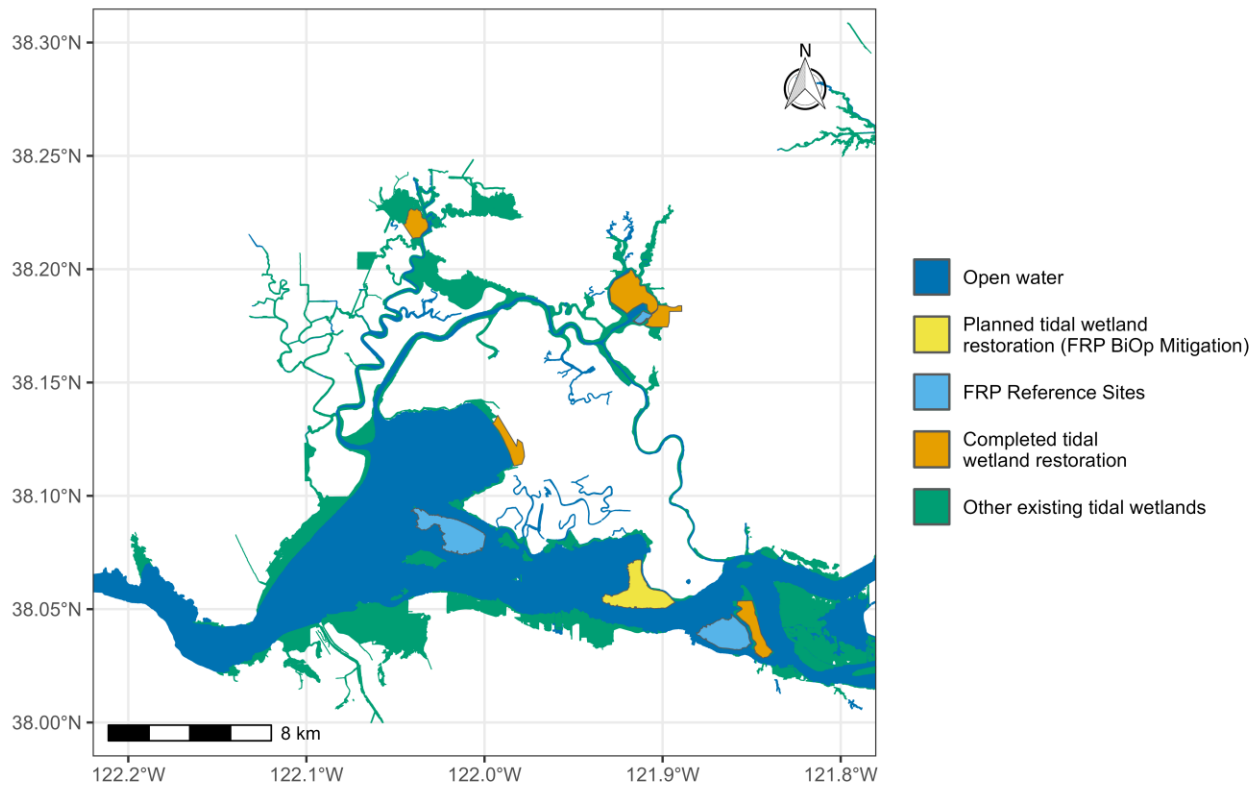 38.30°N
38.25°N
38.20°N
38.15°N
38.10°N
38.05°N
38.00°N
N
8 km
122.2°W
122.1°W
122.0°W
121.9°W
121.8°W
Open water
Planned tidal wetland
restoration (FRP BiOp Mitigation)
FRP Reference Sites
Completed tidal
wetland restoration
Other existing tidal wetlands